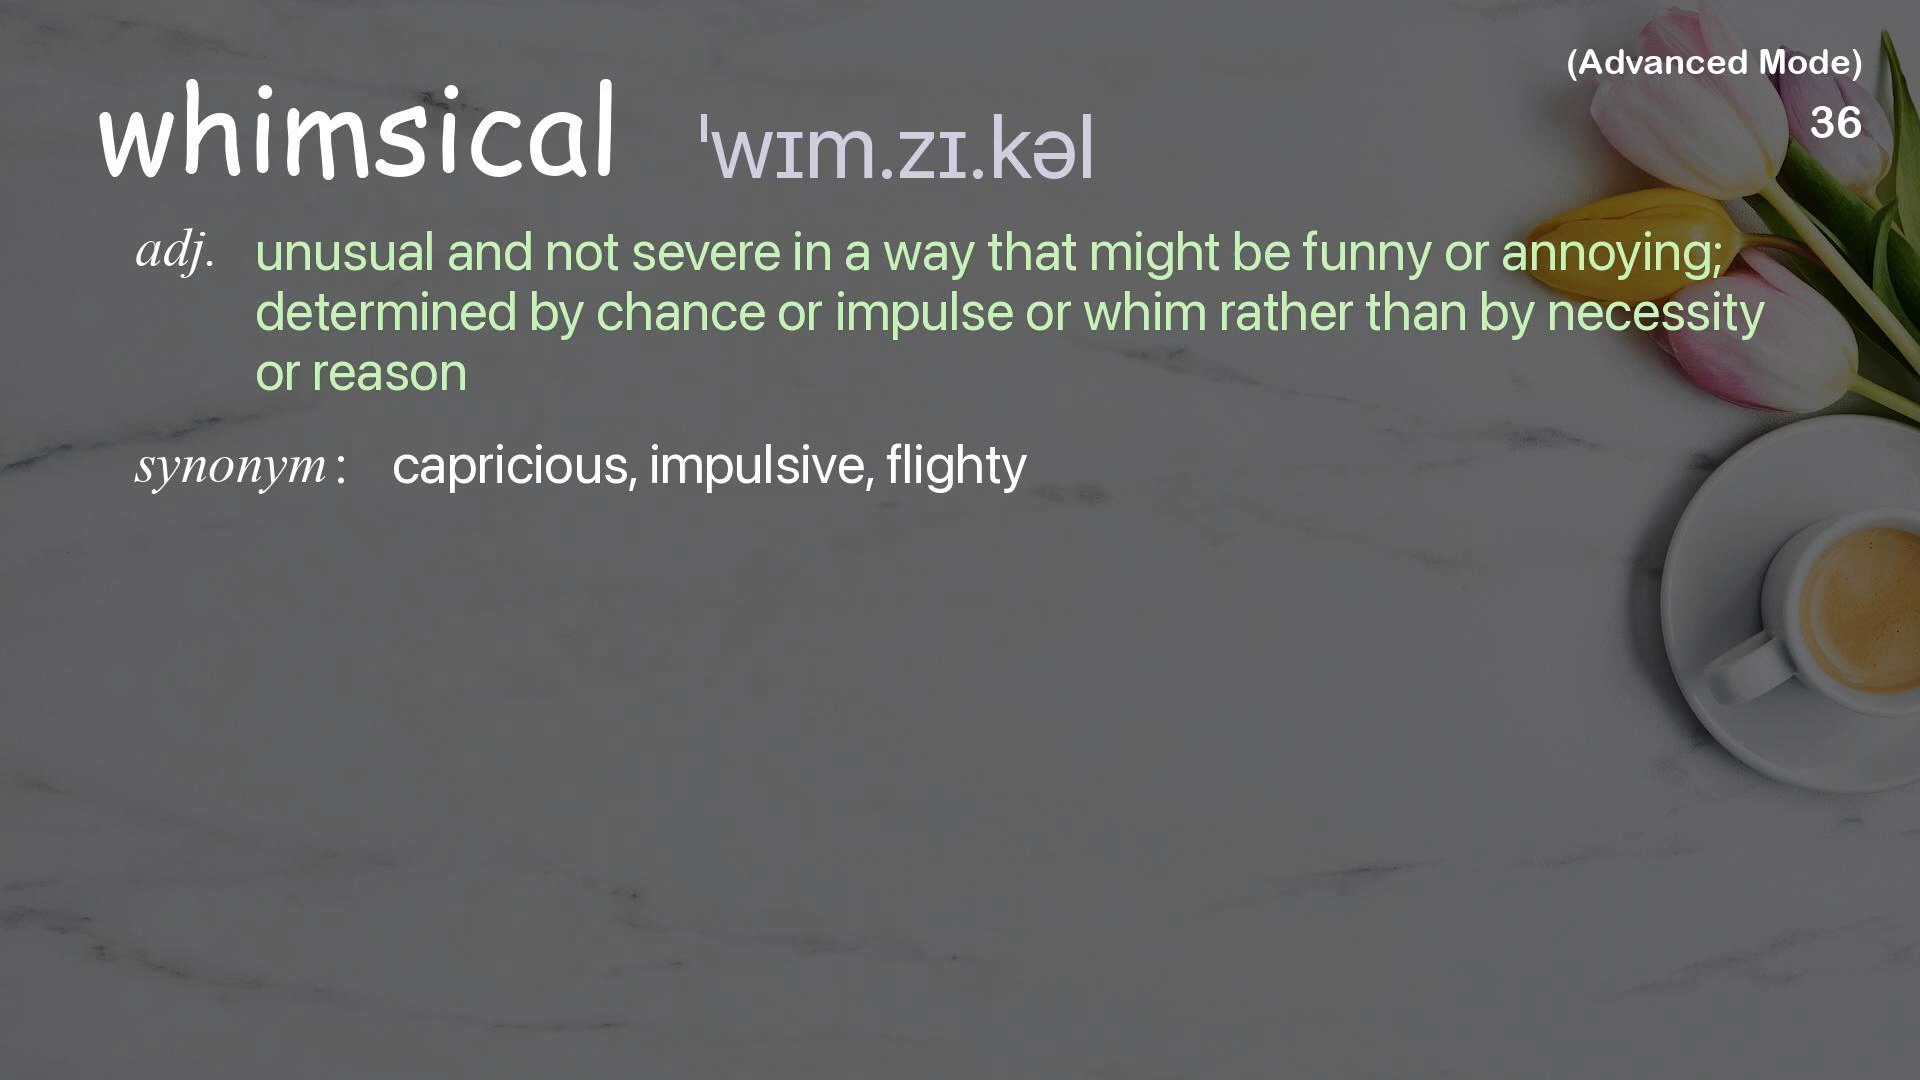 (Advanced Mode)
36
whimsical ˈwɪm.zɪ.kəl
adj. unusual and not severe in a way that might be funny or annoying;
determined by chance or impulse or whim rather than by necessity
or reason
synonym : capricious, impulsive, flighty